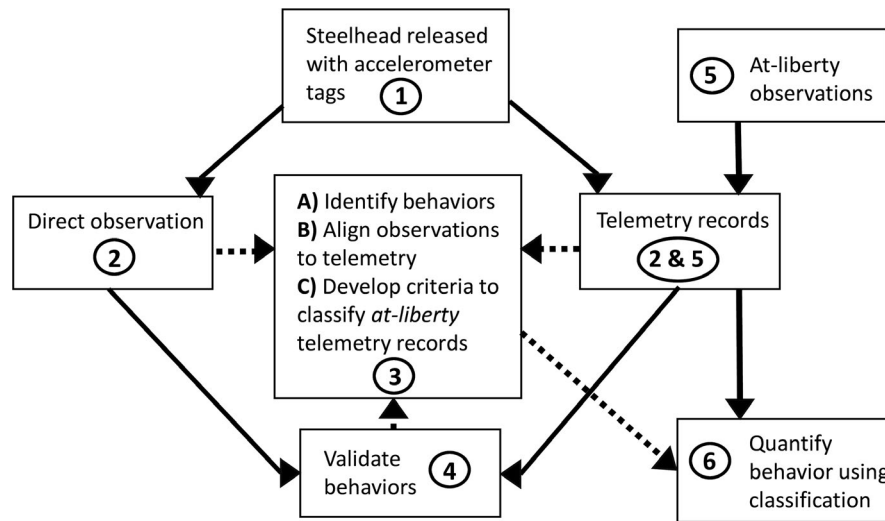 Steelhead released
with accelerometer
tags 1
5 At-liberty
observations
Direct observation
2
A) Identify behaviors
B) Align observations
to telemetry
C) Develop criteria to
classify at-liberty
telemetry records
3
Telemetry records
2 & 5
Validate
behaviors 4
6 Quantify
behavior using
classification